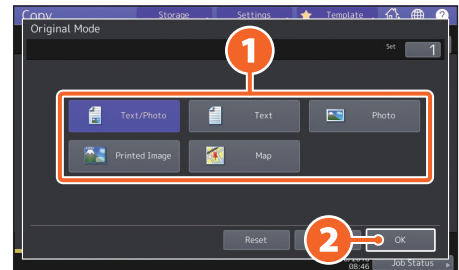 Copy Storage Settings Template ?
Original Mode
Set 1
1
Text/Photo Text Photo
Printed Image Map
Reset
2
OK
08:46 Job Status